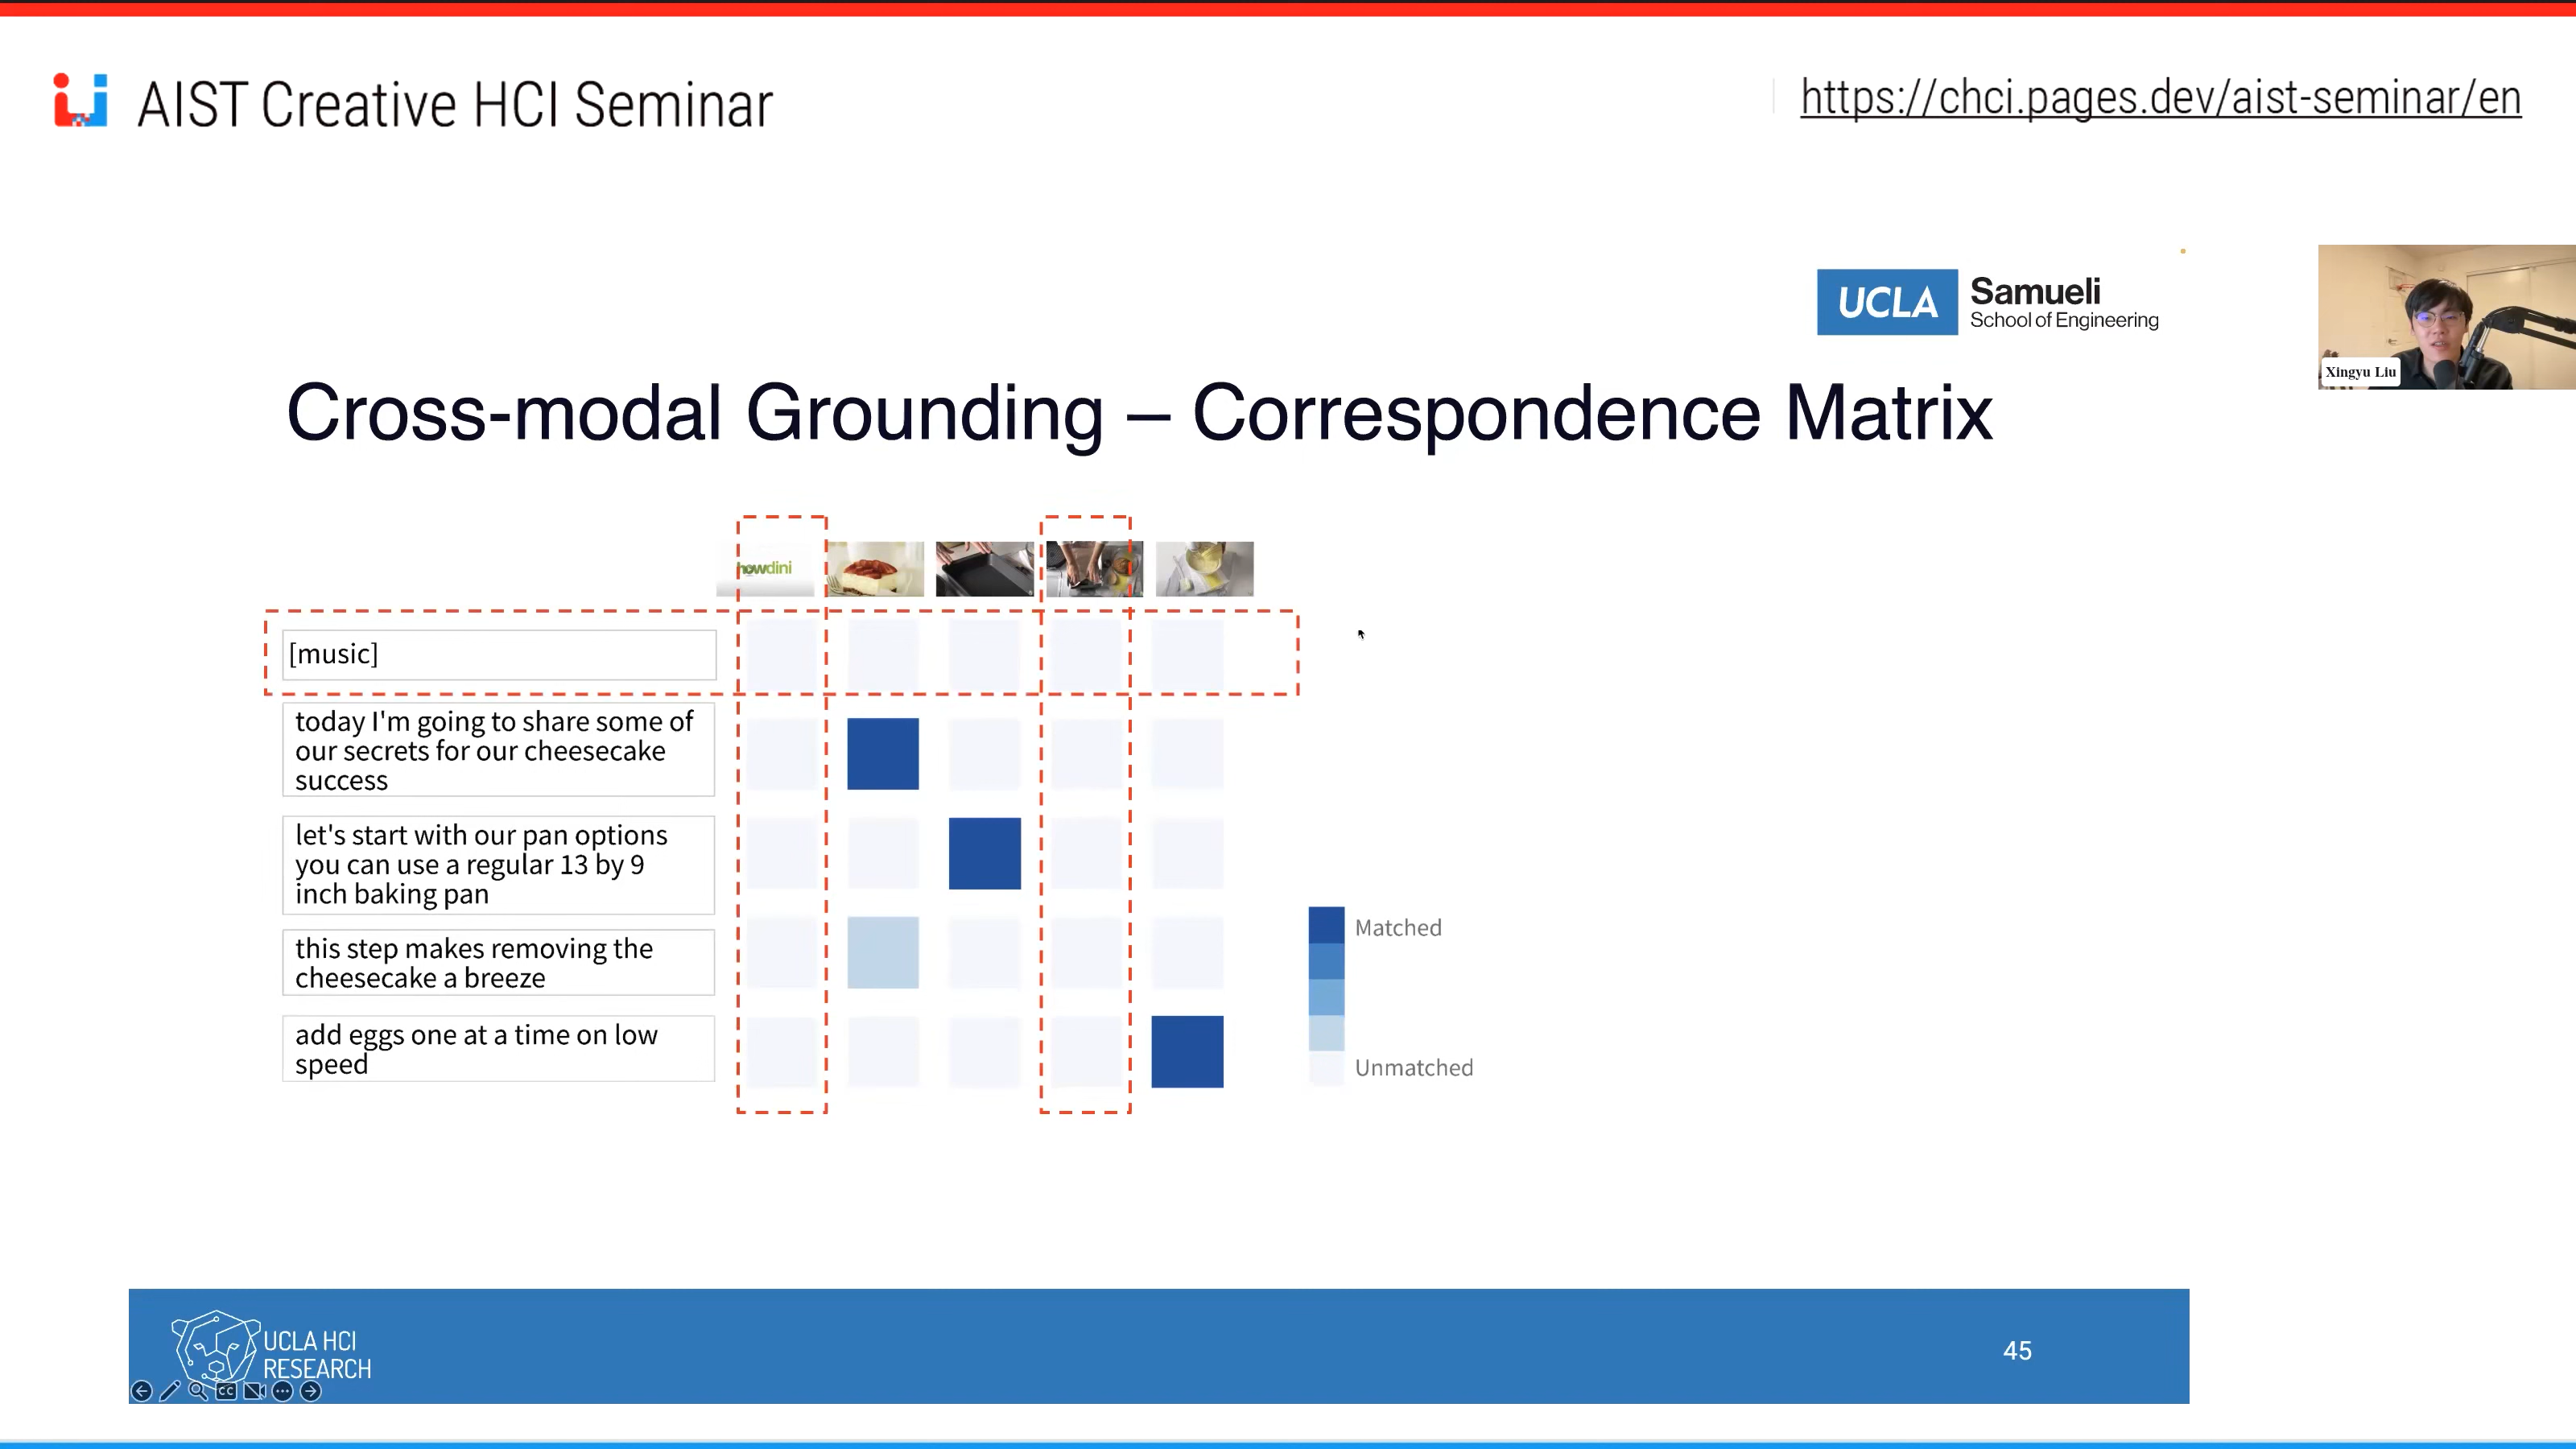 AIST Creative HCI Seminar
https://chci.pages.dev/aist-seminar/en
UCLA
Samueli
School of Engineering
Xingyu Liu
Cross-modal Grounding – Correspondence Matrix
howdini
[music]
today I'm going to share some of
our secrets for our cheesecake
success
let's start with our pan options
you can use a regular 13 by 9
inch baking pan
this step makes removing the
cheesecake a breeze
add eggs one at a time on low
speed
Matched
Unmatched
UCLA HCI
RESEARCH
CC
45